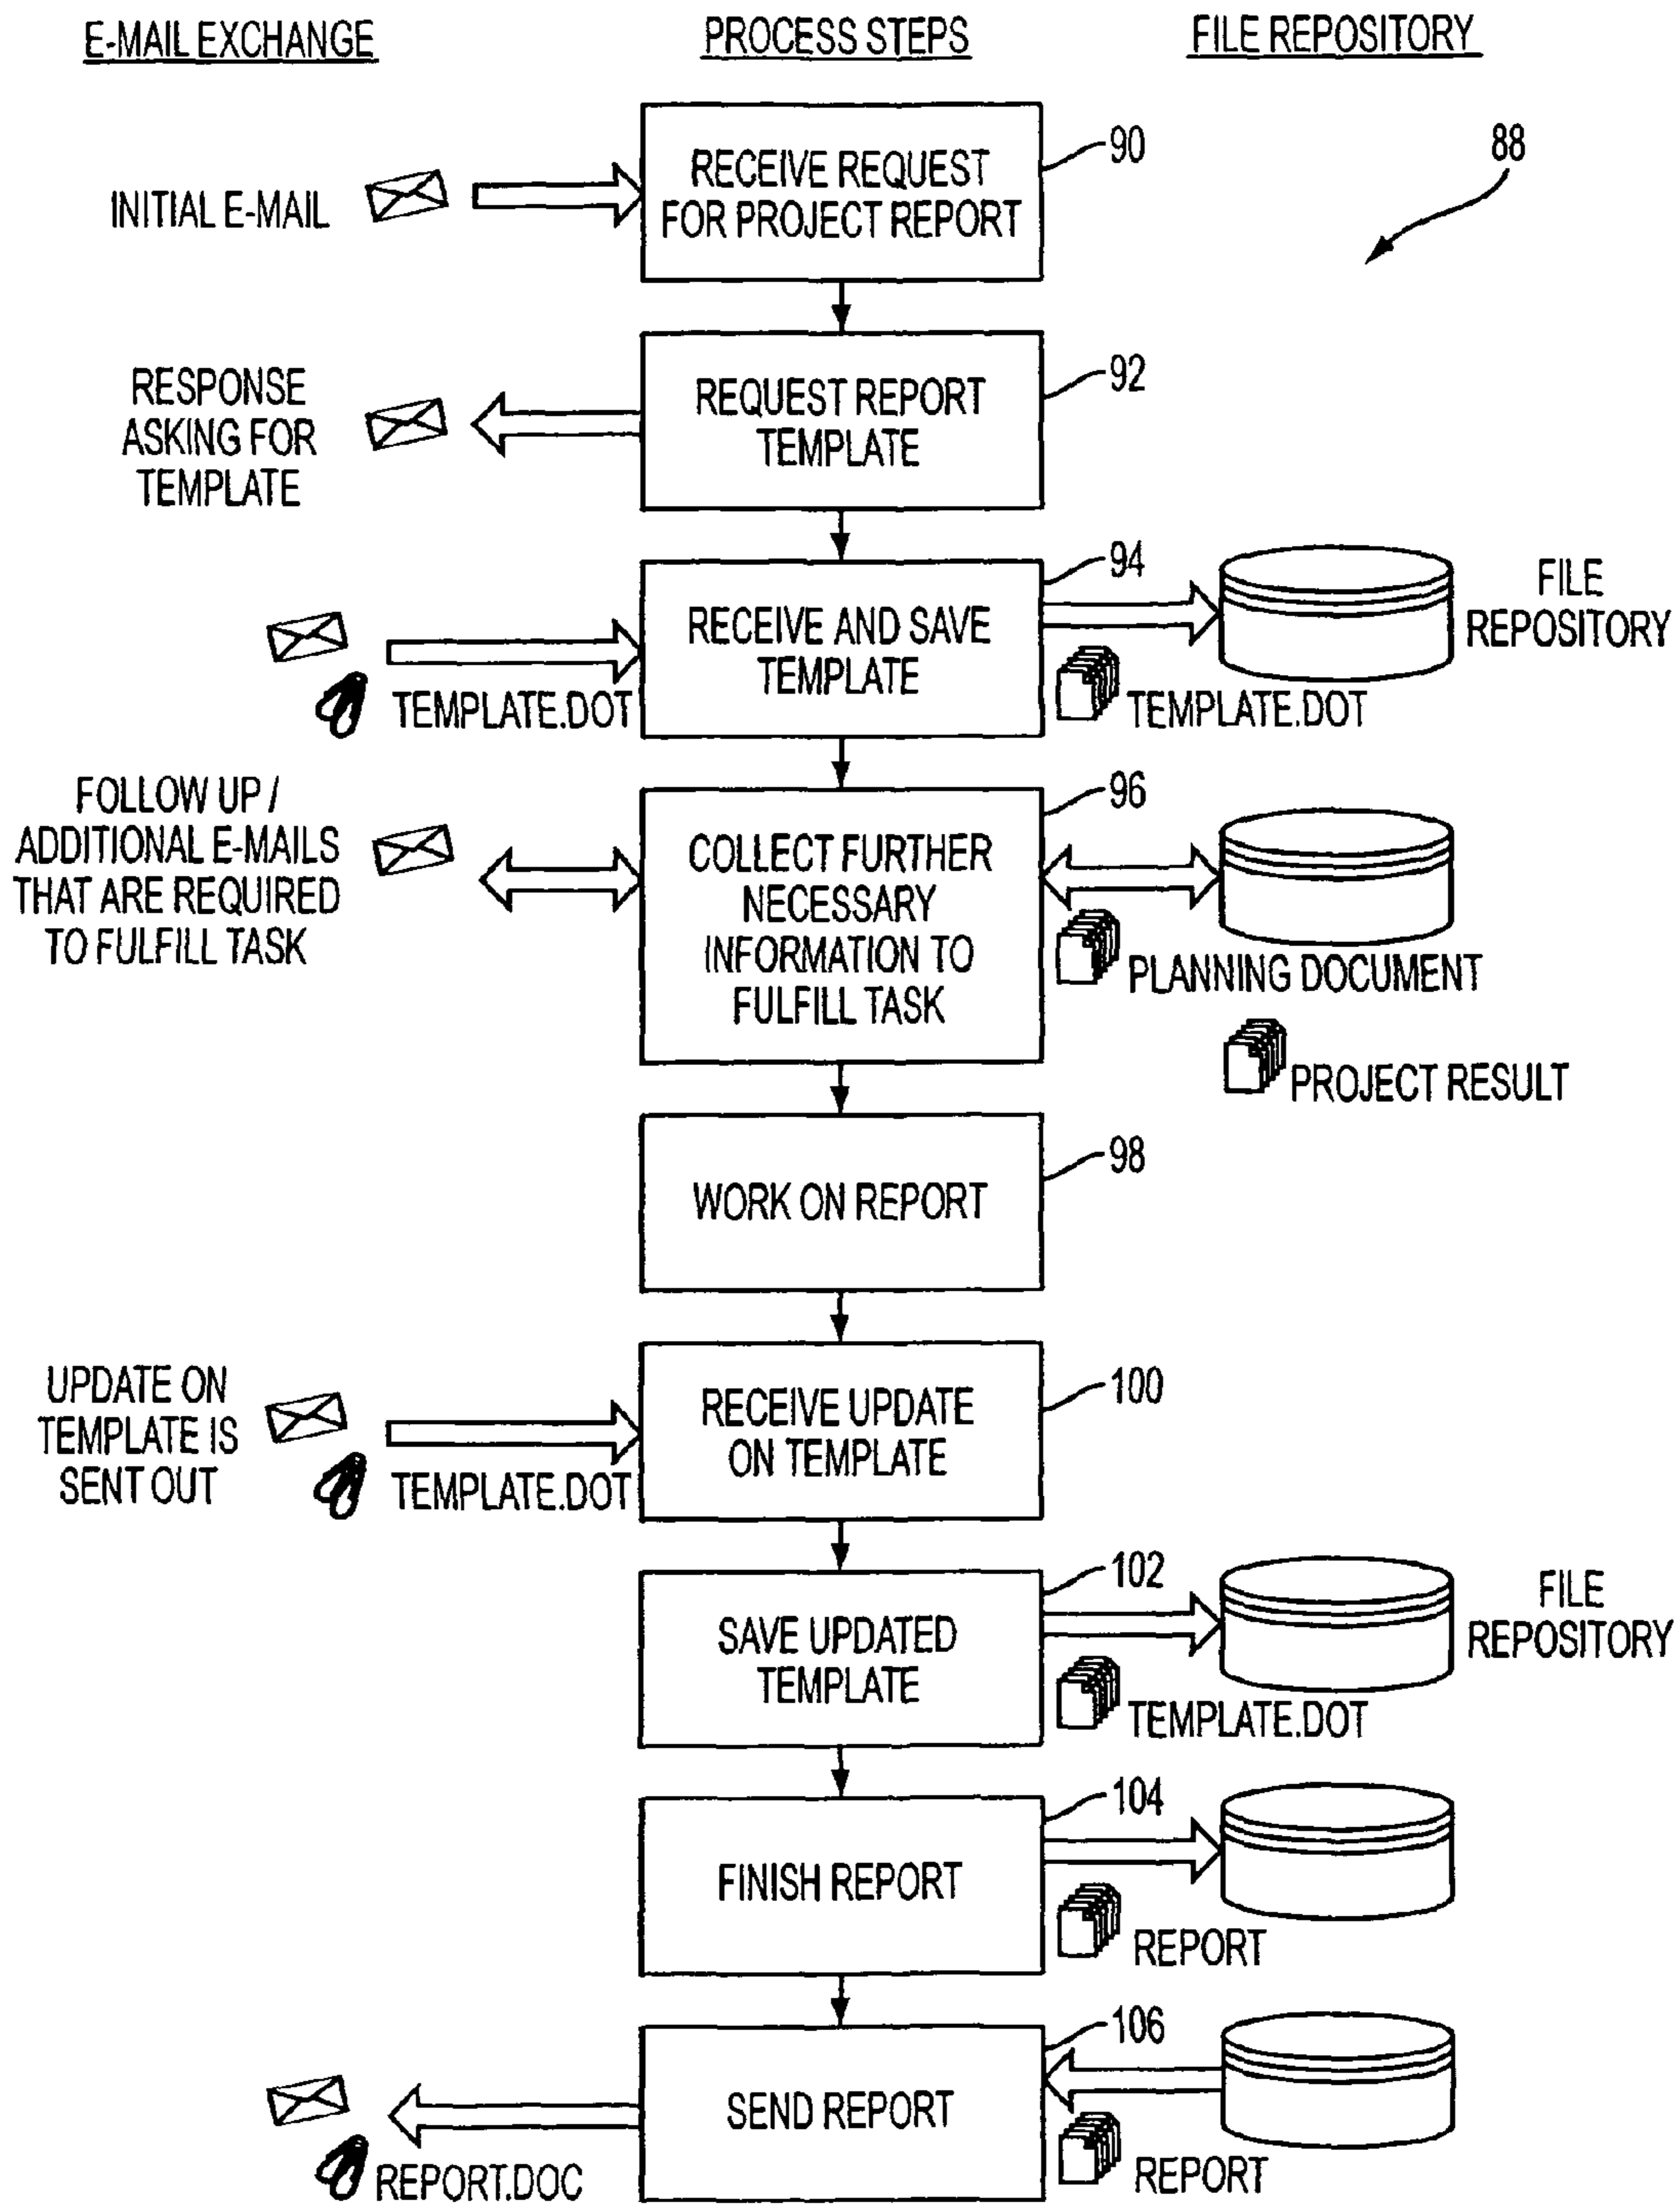 E-MAIL EXCHANGE
PROCESS STEPS
FILE REPOSITORY
88
INITIAL E-MAIL
RECEIVE REQUEST
FOR PROJECT REPORT
90
RESPONSE
ASKING FOR
TEMPLATE
REQUEST REPORT
TEMPLATE
92
TEMPLATE.DOT
RECEIVE AND SAVE
TEMPLATE
94
TEMPLATE.DOT
FILE
REPOSITORY
FOLLOW UP /
ADDITIONAL E-MAILS
THAT ARE REQUIRED
TO FULFILL TASK
COLLECT FURTHER
NECESSARY
INFORMATION TO
FULFILL TASK
96
PLANNING DOCUMENT
PROJECT RESULT
WORK ON REPORT
98
UPDATE ON
TEMPLATE IS
SENT OUT
TEMPLATE.DOT
RECEIVE UPDATE
ON TEMPLATE
100
SAVE UPDATED
TEMPLATE
102
TEMPLATE.DOT
FILE
REPOSITORY
FINISH REPORT
104
REPORT
REPORT.DOC
SEND REPORT
106
REPORT